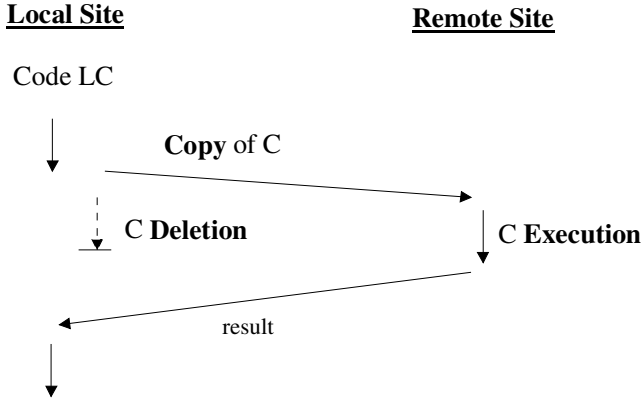 Local Site
Remote Site
Code LC
Copy of C
C Deletion
C Execution
result